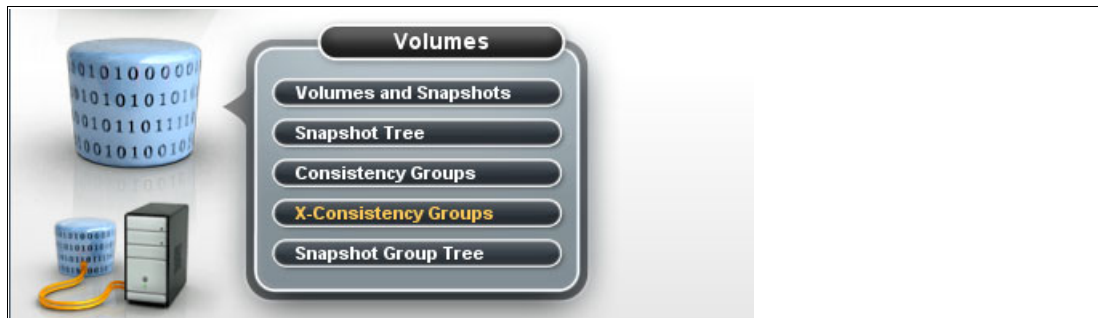 Volumes
Volumes and Snapshots
Snapshot Tree
Consistency Groups
X-Consistency Groups
Snapshot Group Tree